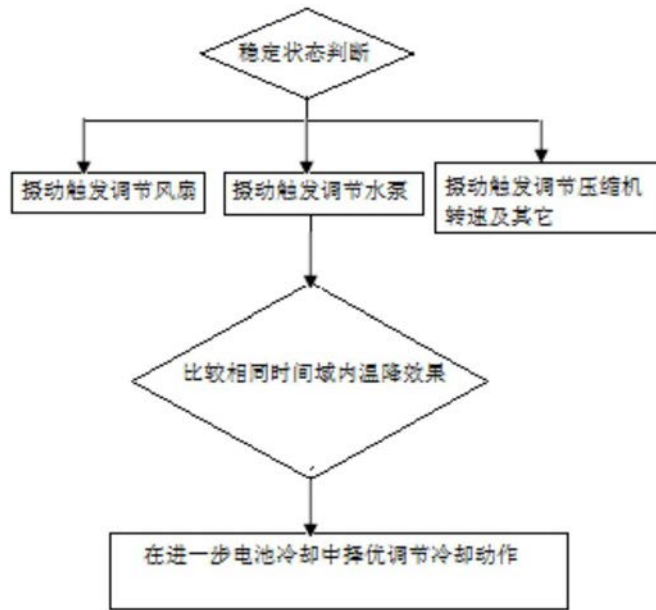 稳定状态判断
摄动触发调节风扇
摄动触发调节水泵
摄动触发调节压缩机
转速及其它
比较相同时间域内温降效果
在进一步电池冷却中择优调节冷却动作